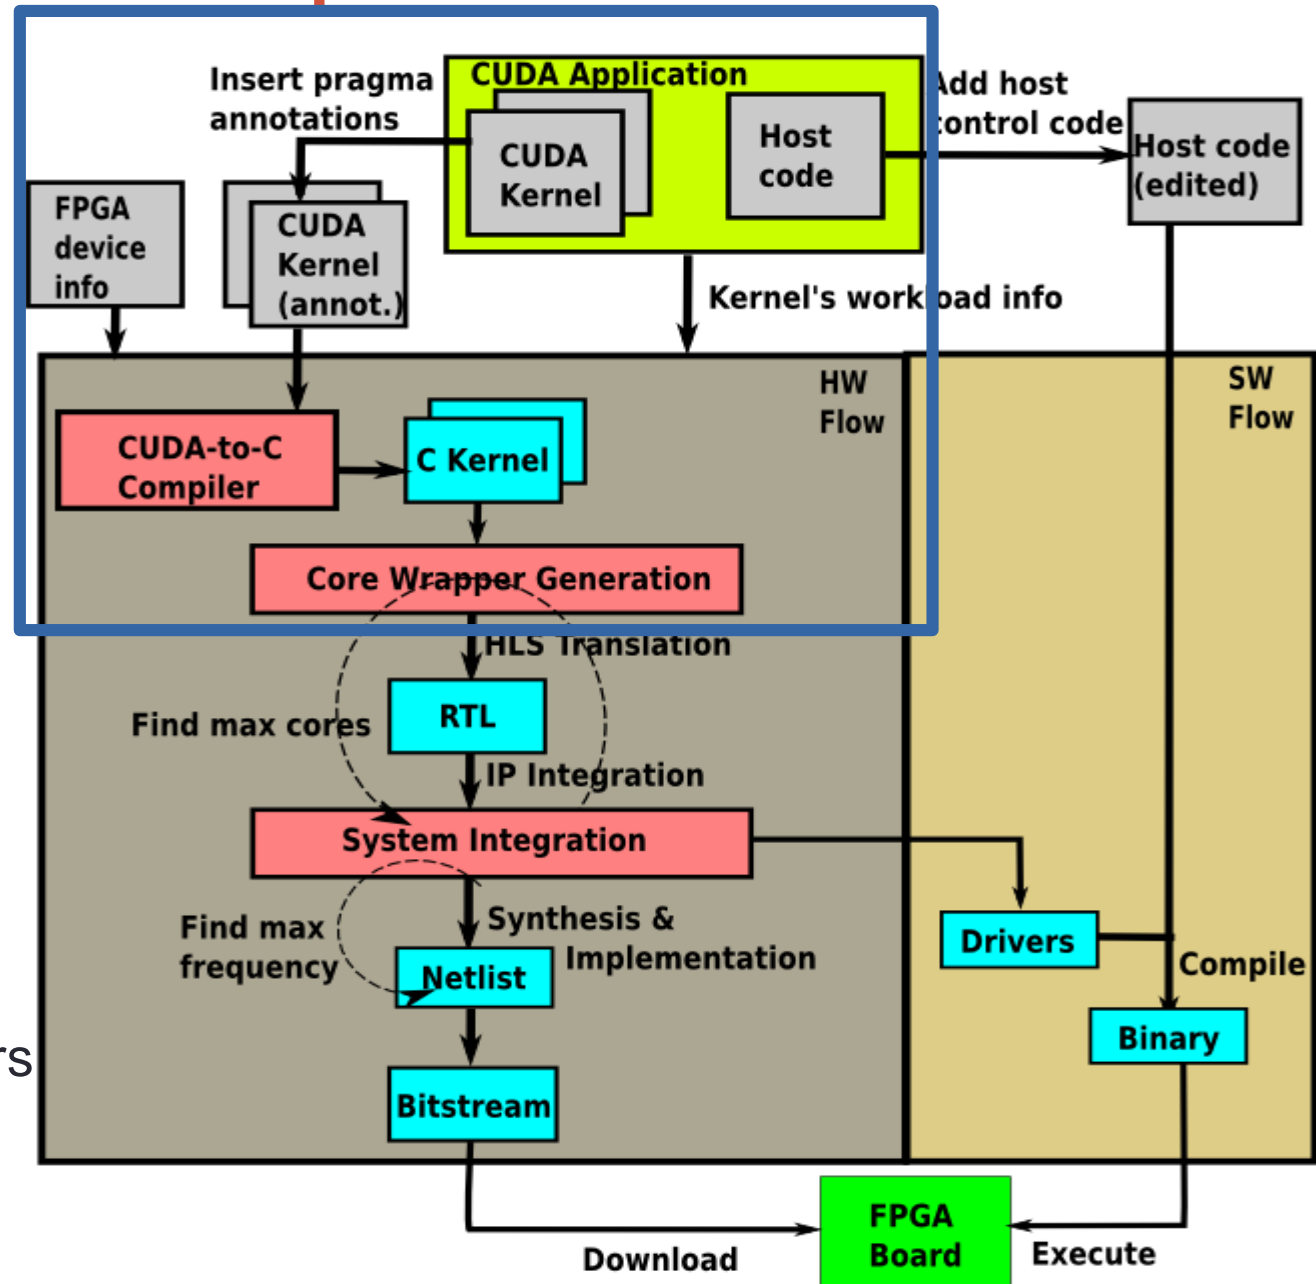 CUDA Application
Insert pragma
annotations
CUDA
Kernel
Host
code
Add host
control code
Host code
(edited)
FPGA
device
info
CUDA
Kernel
(annot.)
Kernel's workload info
HW
Flow
SW
Flow
CUDA-to-C
Compiler
C Kernel
Core Wrapper Generation
HLS Translation
Find max cores
RTL
IP Integration
System Integration
Find max
frequency
Synthesis &
Implementation
Netlist
Drivers
Compile
Binary
rs
Bitstream
FPGA
Board
Download
Execute